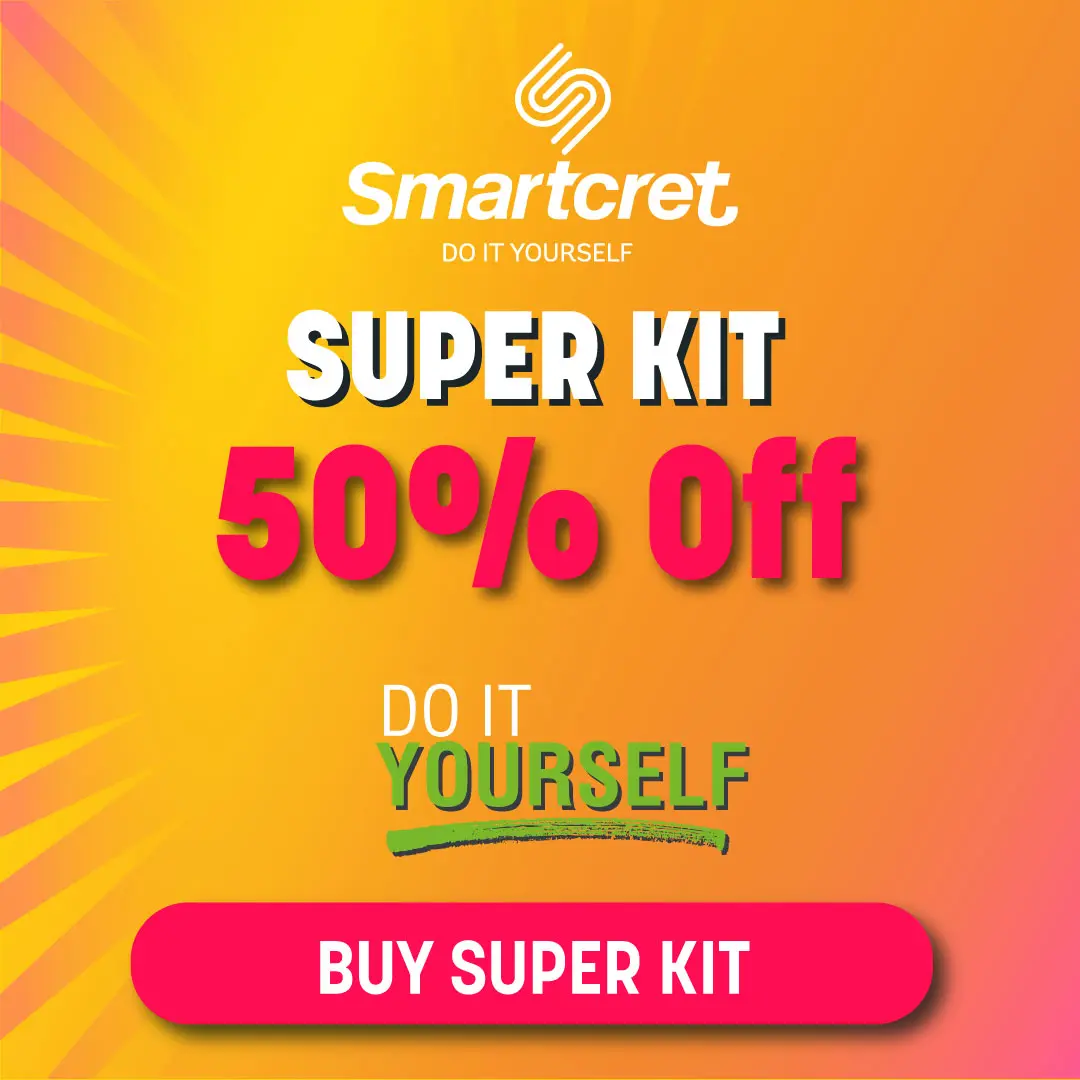 Smartcret
DO IT YOURSELF
SUPER KIT
50% Off
DO IT
YOURSELF
BUY SUPER KIT